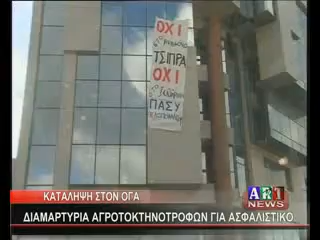 ΟΧΙ
ΤΣΙΠΡΑ
ΟΧΙ
ΠΑΣΥ
ΚΑΤΑΛΗΨΗ ΣΤΟΝ ΟΓΑ
ART
NEWS
ΔΙΑΜΑΡΤΥΡΙΑ ΑΓΡΟΤΟΚΤΗΝΟΤΡΟΦΩΝ ΓΙΑ ΑΣΦΑΛΙΣΤΙΚΟ